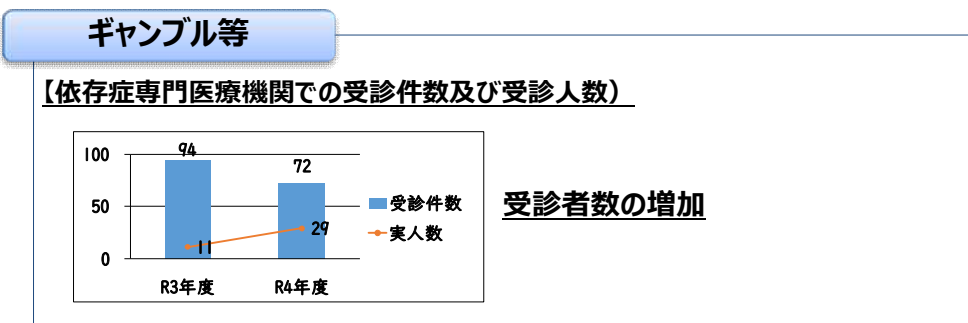 ギャンブル等
【依存症専門医療機関での受診件数及び受診人数）
100
50
0
94
72
11
29
R3年度
R4年度
受診件数
実人数
受診者数の増加